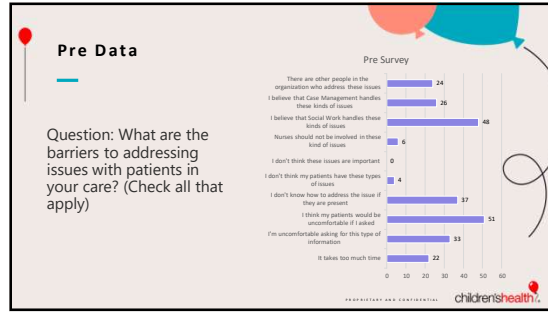 Pre Data
Question: What are the
barriers to addressing
issues with patients in
your care? (Check all that
apply)
Pre Survey
There are other people in the
organization who address these issues
24
I believe that Case Management handles
these kinds of issues
26
I believe that Social Work handles these
kinds of issues
48
Nurses should not be involved in these
kind of issues
6
I don't think these issues are important
0
I don't think my patients have these types
of issues
4
I don't know how to address the issue if
they are present
37
I think my patients would be
uncomfortable if I asked
51
I'm uncomfortable asking for this type of
information
33
It takes too much time
22
0 10 20 30 40 50 60
PROPRIETARY AND CONFIDENTIAL
children'shealth